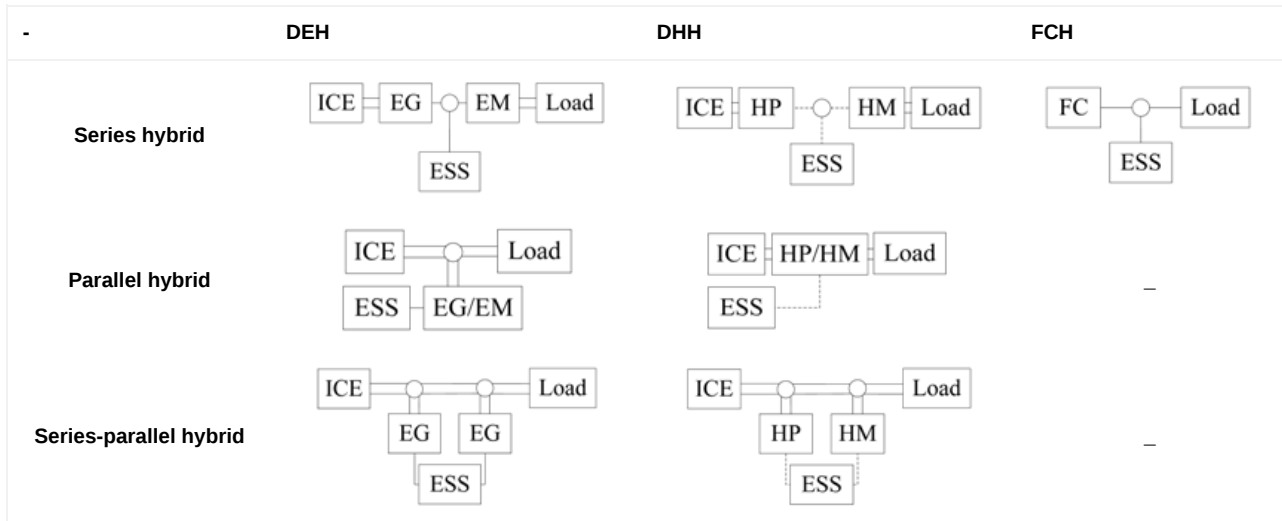 - DEH DHH FCH
Series hybrid
ICE EG EM Load
ESS
ICE HP HM Load
ESS
FC Load
ESS
Parallel hybrid
ICE Load
ESS EG/EM
ICE HP/HM Load
ESS
–
Series-parallel hybrid
ICE Load
EG EG
ESS
ICE Load
HP HM
ESS
–